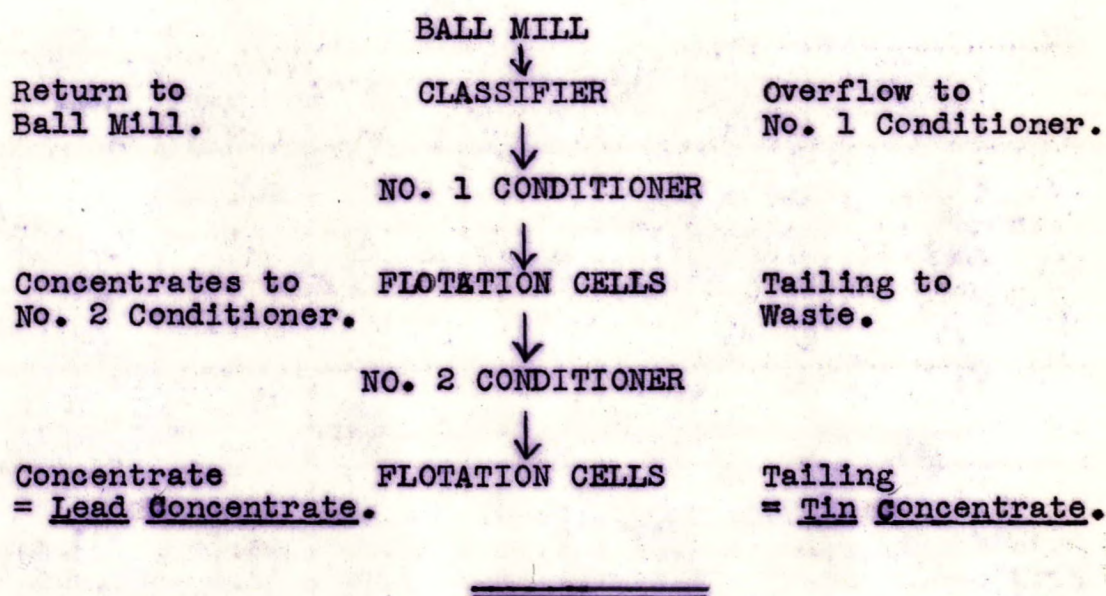 BALL MILL
Return to CLASSIFIER Overflow to
Ball Mill. No. 1 Conditioner.
NO. 1 CONDITIONER
Concentrates to FLOTATION CELLS Tailing to
No. 2 Conditioner. Waste.
NO. 2 CONDITIONER
Concentrate FLOTATION CELLS Tailing
= Lead Concentrate. = Tin Concentrate.